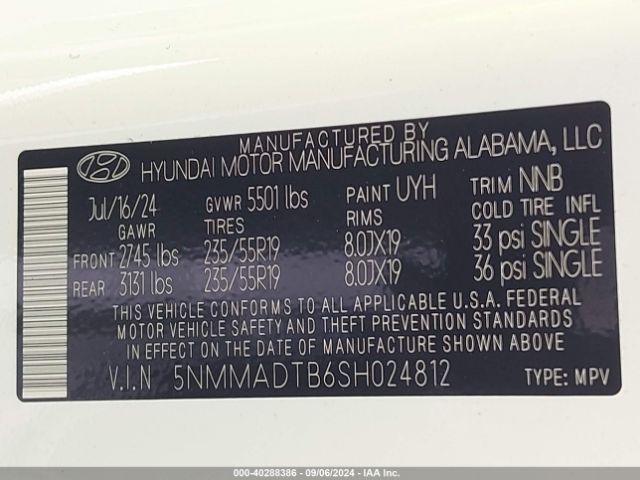 MANUFACTURED BY
HYUNDAI MOTOR MANUFACTURING ALABAMA, LLC
Jul/16/24 GVWR 5501 lbs PAINT UYH TRIM NNB
GAWR TIRES RIMS COLD TIRE INFL
FRONT 2745 lbs 235/55R19 8.0JX19 33 psi SINGLE
REAR 3131 lbs 235/55R19 8.0JX19 36 psi SINGLE
THIS VEHICLE CONFORMS TO ALL APPLICABLE U.S.A. FEDERAL
MOTOR VEHICLE SAFETY AND THEFT PREVENTION STANDARDS
IN EFFECT ON THE DATE OF MANUFACTURE SHOWN ABOVE.
V.I.N 5NMMADTB6SH024812 TYPE: MPV
000-40288386 - 09/06/2024 - IAA Inc.